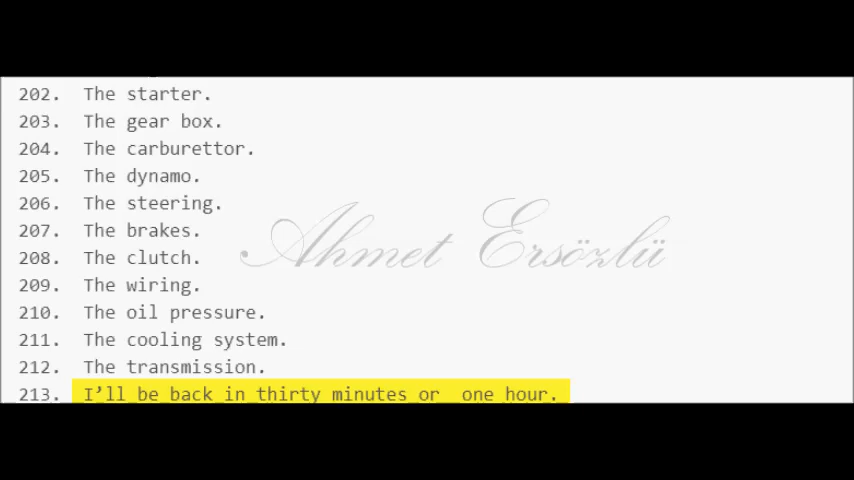 202. The starter.
203. The gear box.
204. The carburettor.
205. The dynamo.
206. The steering.
207. The brakes.
208. The clutch.
209. The wiring.
210. The oil pressure.
211. The cooling system.
212. The transmission.
213. I’ll be back in thirty minutes or  one hour.
Ahmet Ersözlü